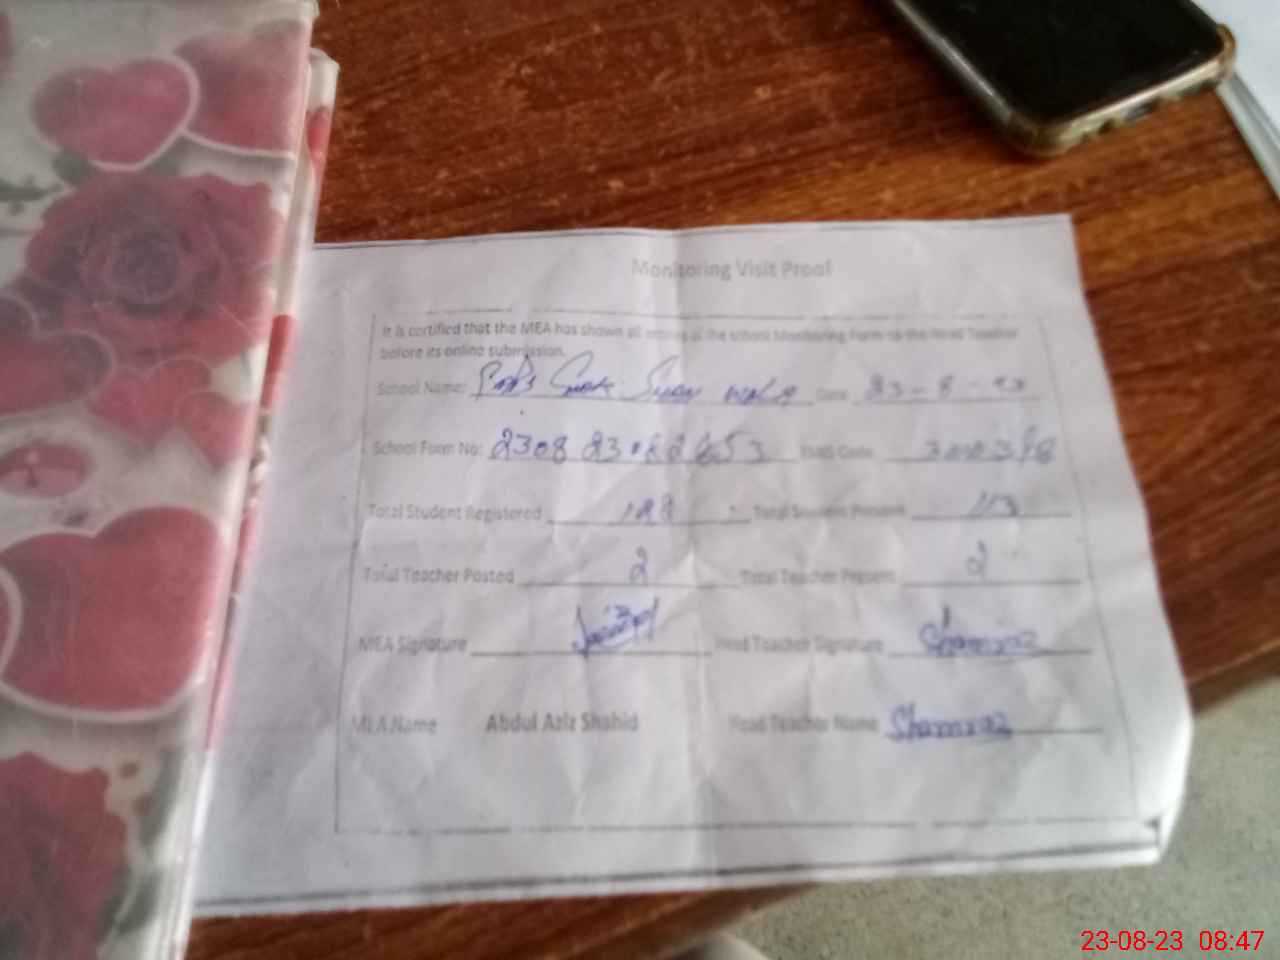 Monitoring Visit Proof
It is certified that the MEA has shown all entries of the school Monitoring Form to the Head Teacher
before its online submission.
School Name: Date 23-8-23
School Form No: 2308 EMIS Code
Total Student Registered Total Student Present 113
Total Teacher Posted 2 Total Teacher Present 2
MEA Signature Head Teacher Signature Shamraz
MEA Name Abdul Aziz Shahid Head Teacher Name Shamraz
23-08-23 08:47